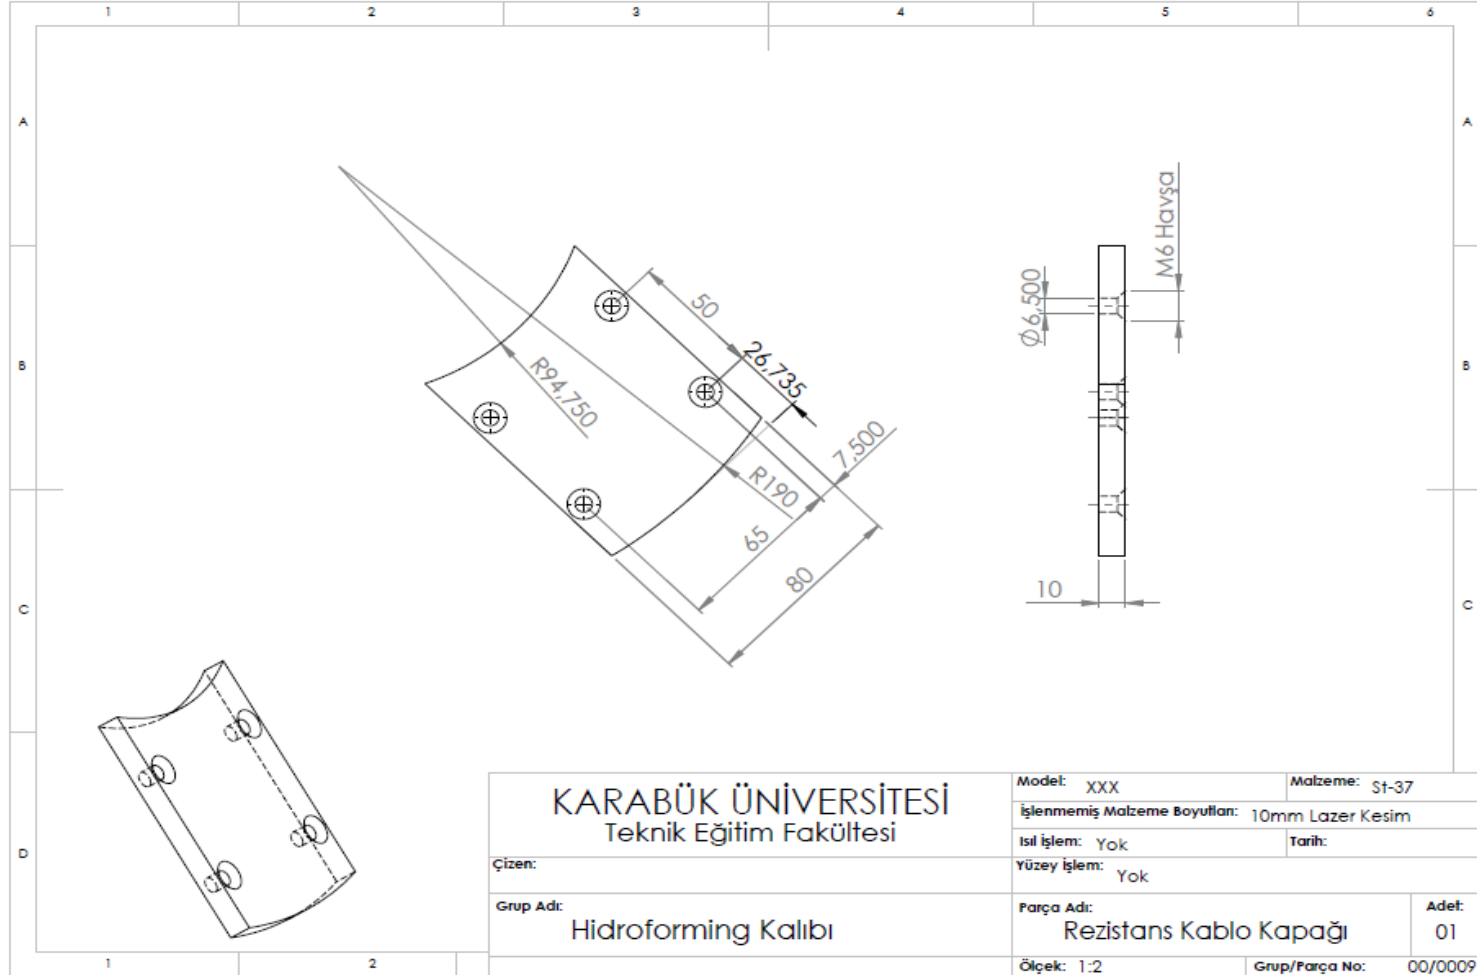 1 2 3 4 5 6
A A
B B
C C
D
50
26,735
R94,750
7,500
R190
65
80
Ø6,500
M6 Havşa
10
KARABÜK ÜNİVERSİTESİ
Teknik Eğitim Fakültesi
Çizen:
Grup Adı:
Hidroforming Kalıbı
Model: XXX
Malzeme: St-37
İşlenmemiş Malzeme Boyutları: 10mm Lazer Kesim
Isıl İşlem: Yok
Tarih:
Yüzey İşlem: Yok
Parça Adı:
Rezistans Kablo Kapağı
Adet:
01
Ölçek: 1:2
Grup/Parça No: 00/0009
1 2